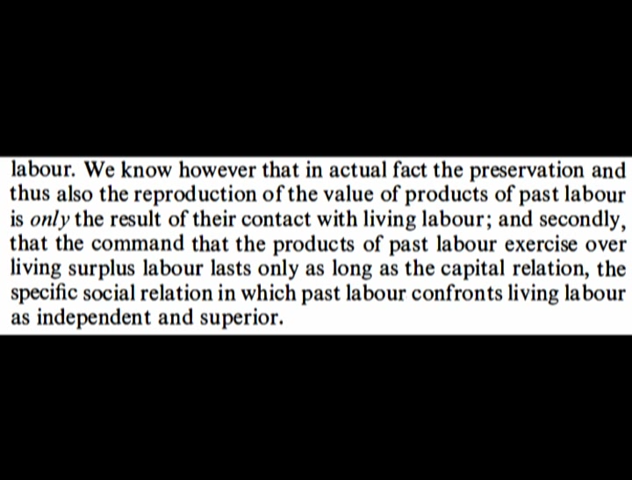 labour. We know however that in actual fact the preservation and
thus also the reproduction of the value of products of past labour
is only the result of their contact with living labour; and secondly,
that the command that the products of past labour exercise over
living surplus labour lasts only as long as the capital relation, the
specific social relation in which past labour confronts living labour
as independent and superior.